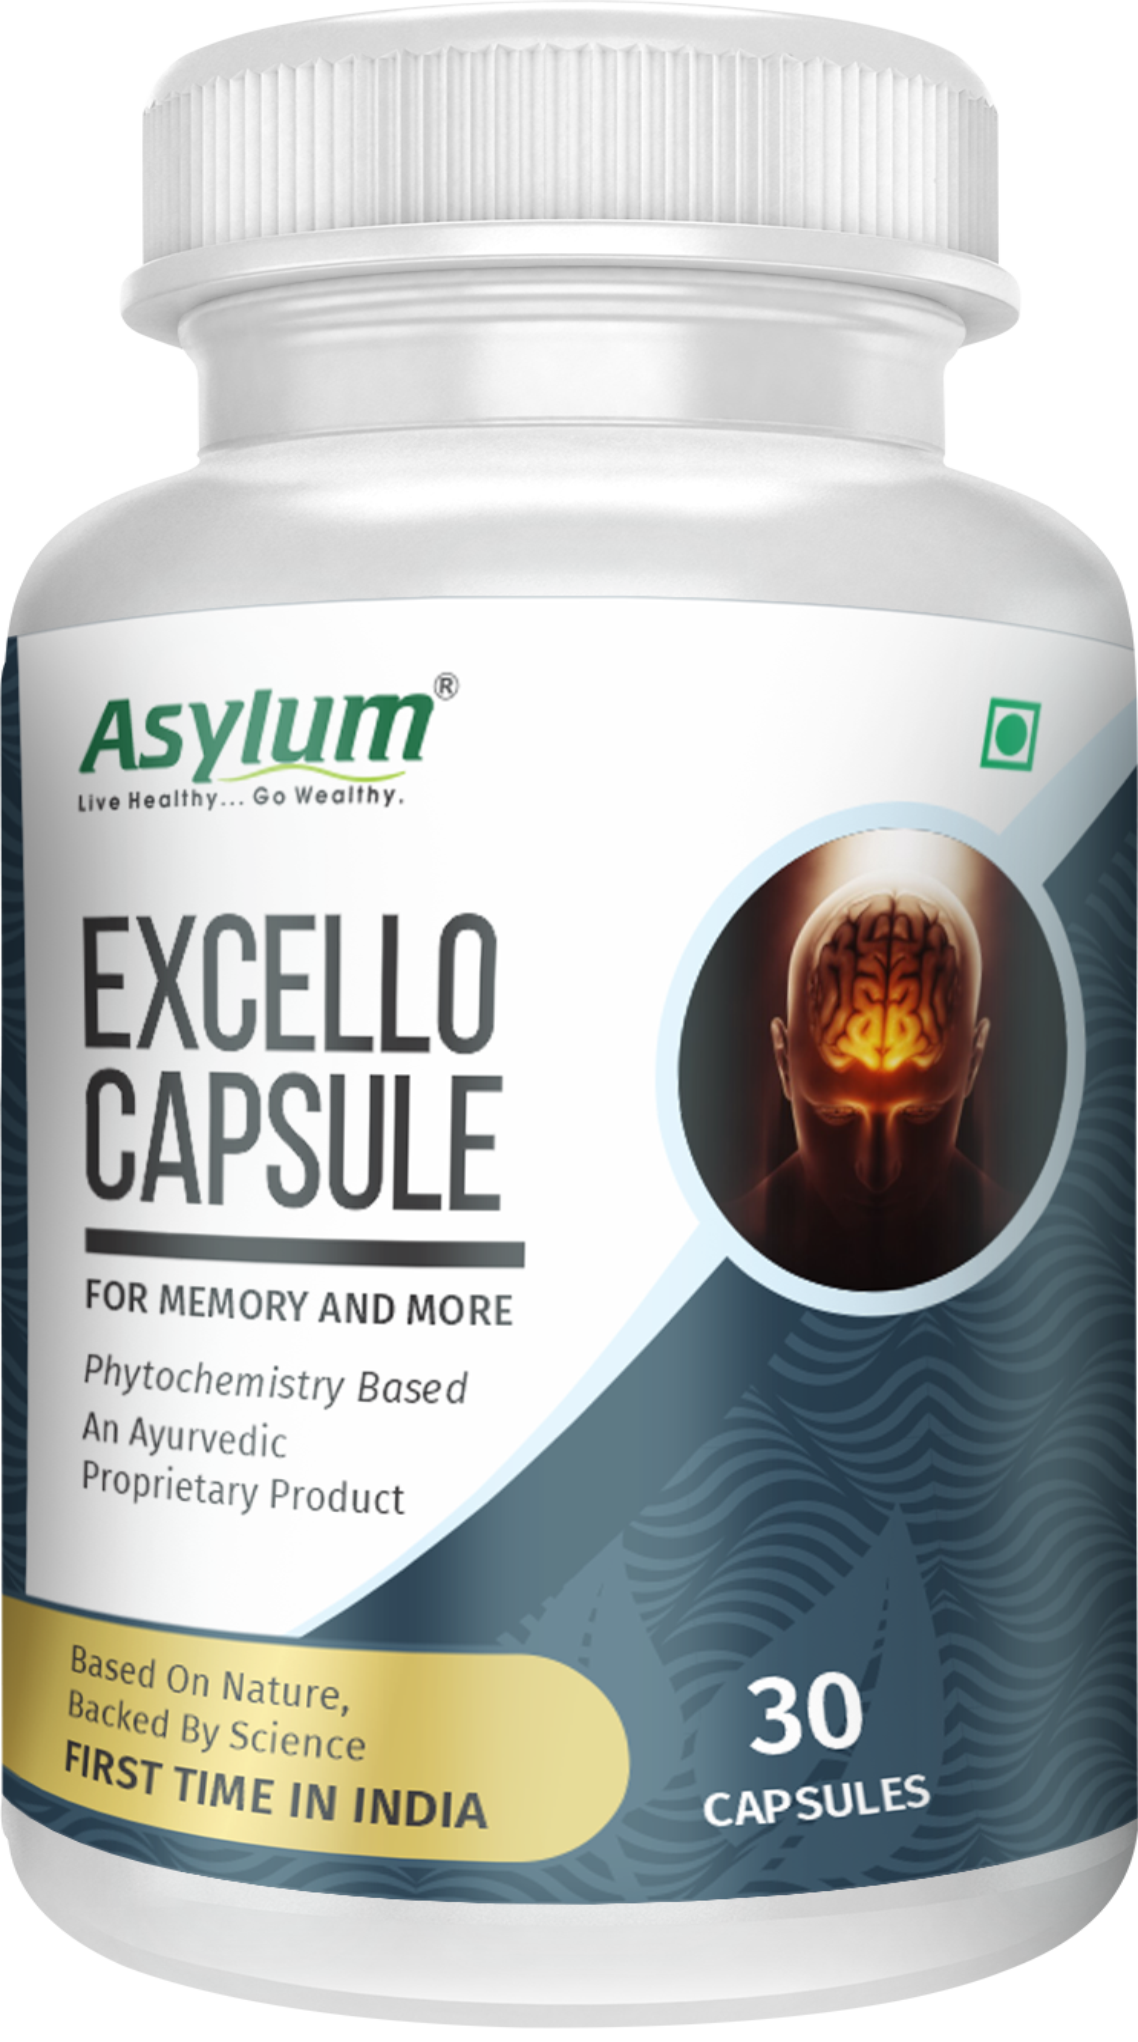 Asylum®
Live Healthy... Go Wealthy.
EXCELLO
CAPSULE
FOR MEMORY AND MORE
Phytochemistry Based
An Ayurvedic
Proprietary Product
Based On Nature,
Backed By Science
FIRST TIME IN INDIA
30
CAPSULES